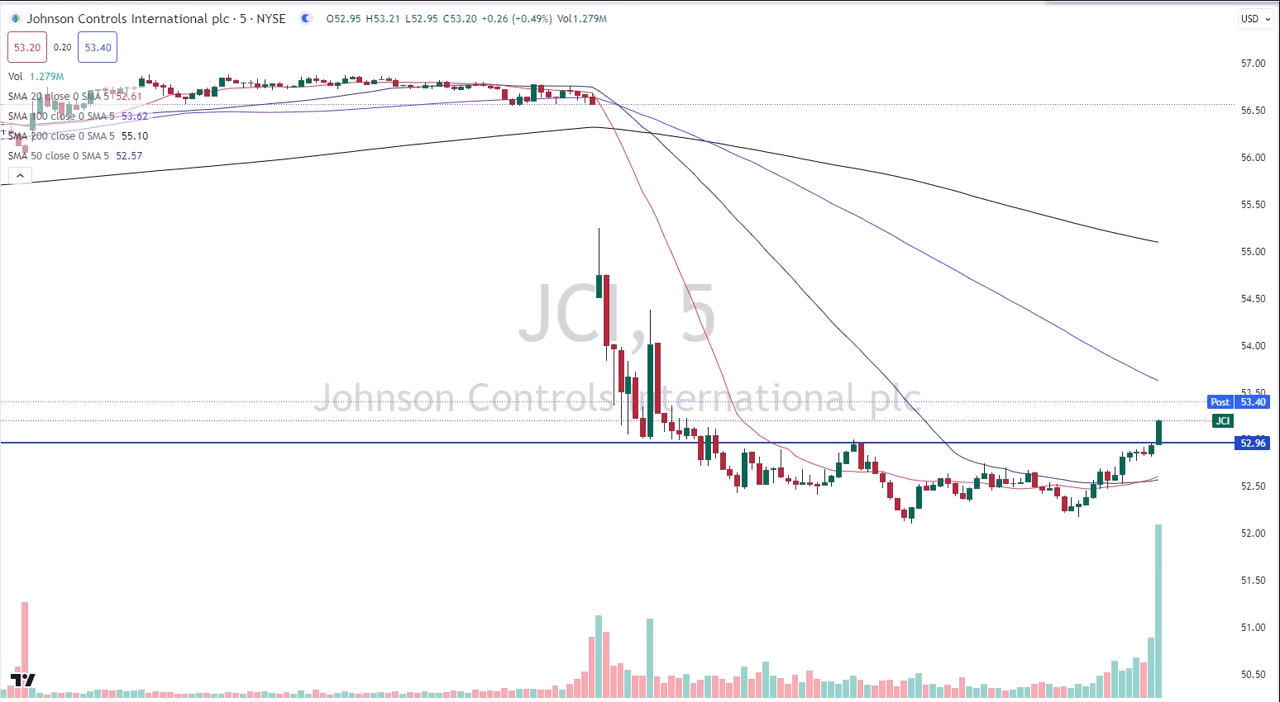 Johnson Controls International plc · 5 · NYSE O52.95 H53.21 L52.95 C53.20 +0.26 (+0.49%) Vol1.279M
USD
53.20 0.20 53.40
Vol 1.279M
SMA 20 close 0 SMA 5 52.61
SMA 100 close 0 SMA 5 53.62
SMA 200 close 0 SMA 5 55.10
SMA 50 close 0 SMA 5 52.57
JCI, 5
Johnson Controls International plc
57.00
56.50
56.00
55.50
55.00
54.50
54.00
53.50
Post 53.40
JCI
52.96
52.50
52.00
51.50
51.00
50.50